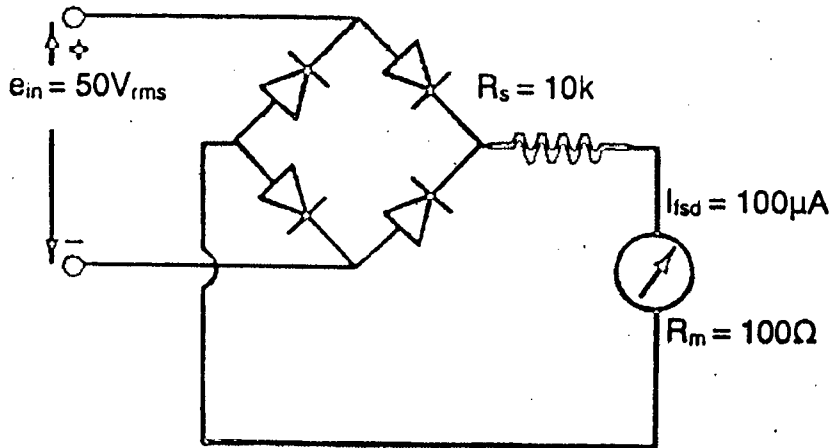 +
e_in = 50V_rms
−
R_s = 10k
I_fsd = 100µA
R_m = 100Ω